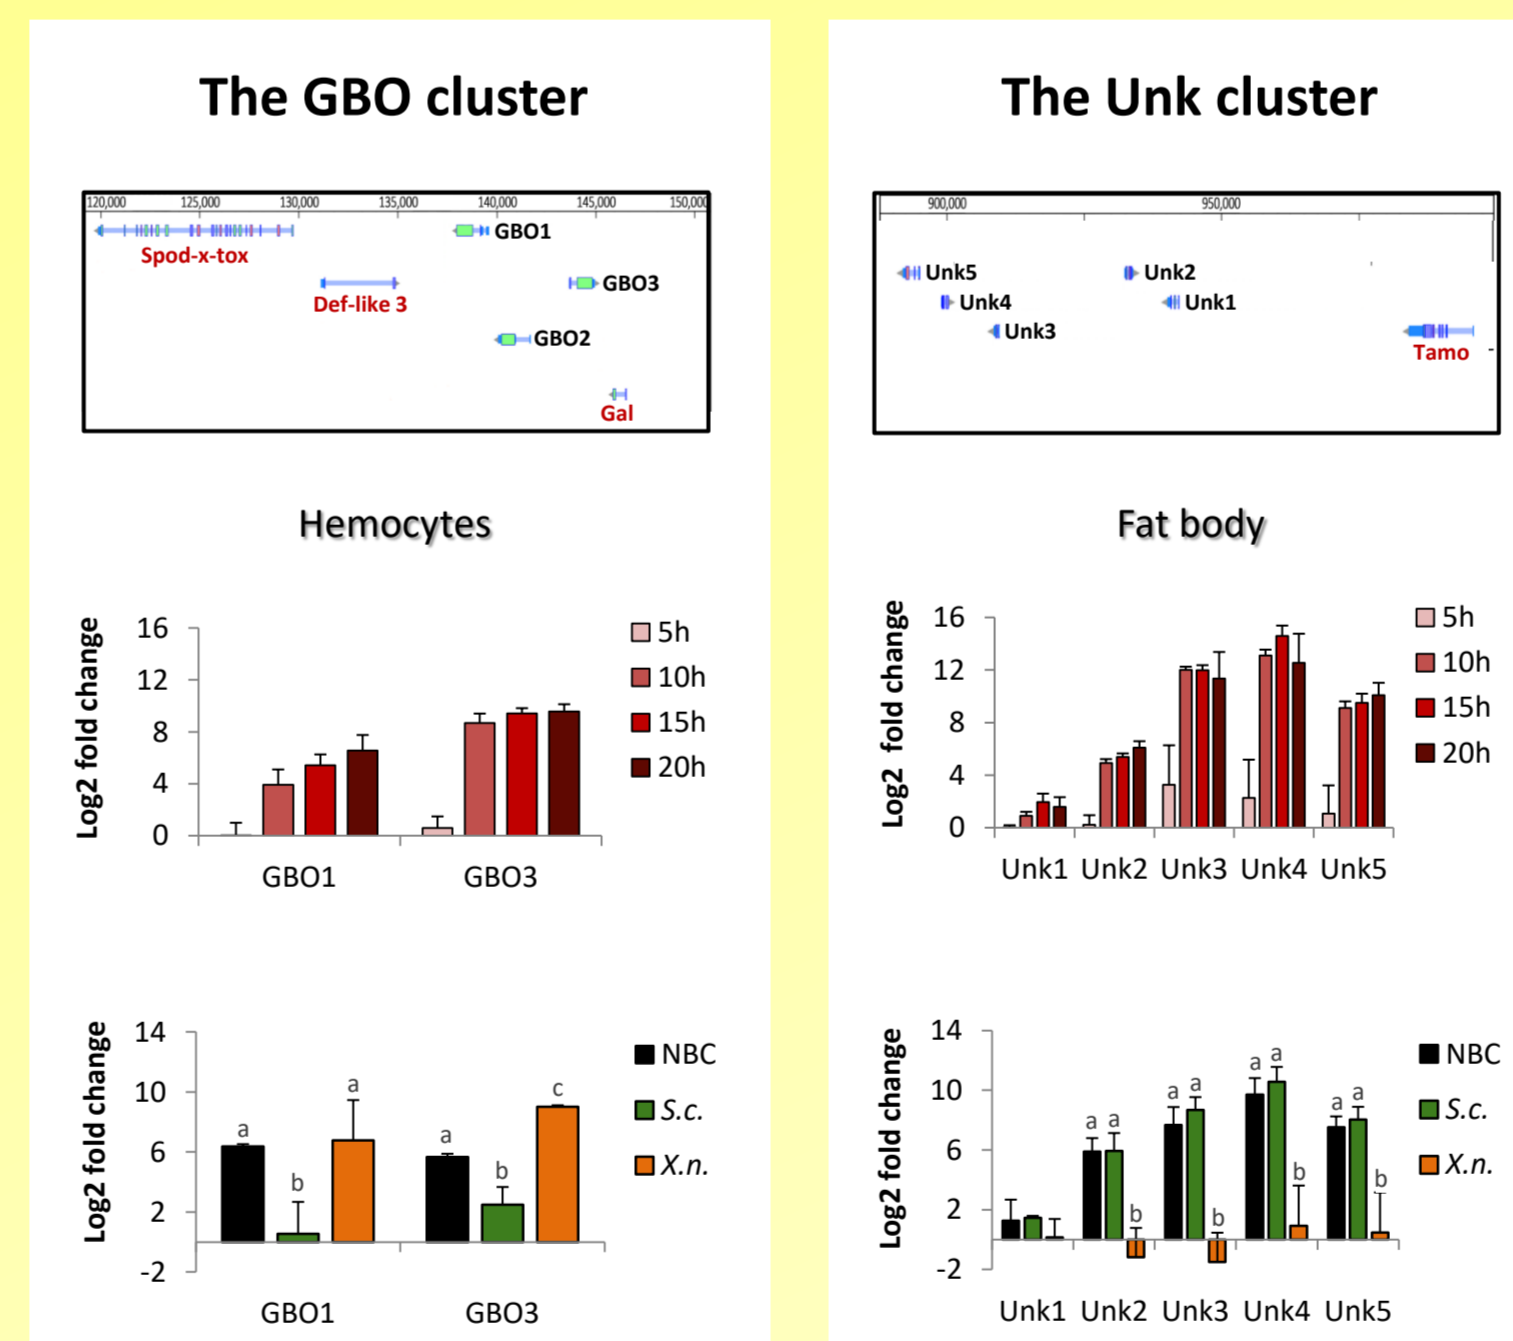 The GBO cluster
120,000 125,000 130,000 135,000 140,000 145,000 150,000
Spod-x-tox
GBO1
Def-like 3
GBO3
GBO2
Gal
Hemocytes
Log2 fold change
16
12
8
4
0
5h
10h
15h
20h
GBO1 GBO3
Log2 fold change
14
10
6
2
-2
a b a a b c
NBC
S.c.
X.n.
GBO1 GBO3
The Unk cluster
900,000 950,000
Unk5 Unk2
Unk4 Unk1
Unk3
Tamo
Fat body
Log2 fold change
16
12
8
4
0
5h
10h
15h
20h
Unk1 Unk2 Unk3 Unk4 Unk5
Log2 fold change
14
10
6
2
-2
a a b a a b a a b a a b
NBC
S.c.
X.n.
Unk1 Unk2 Unk3 Unk4 Unk5